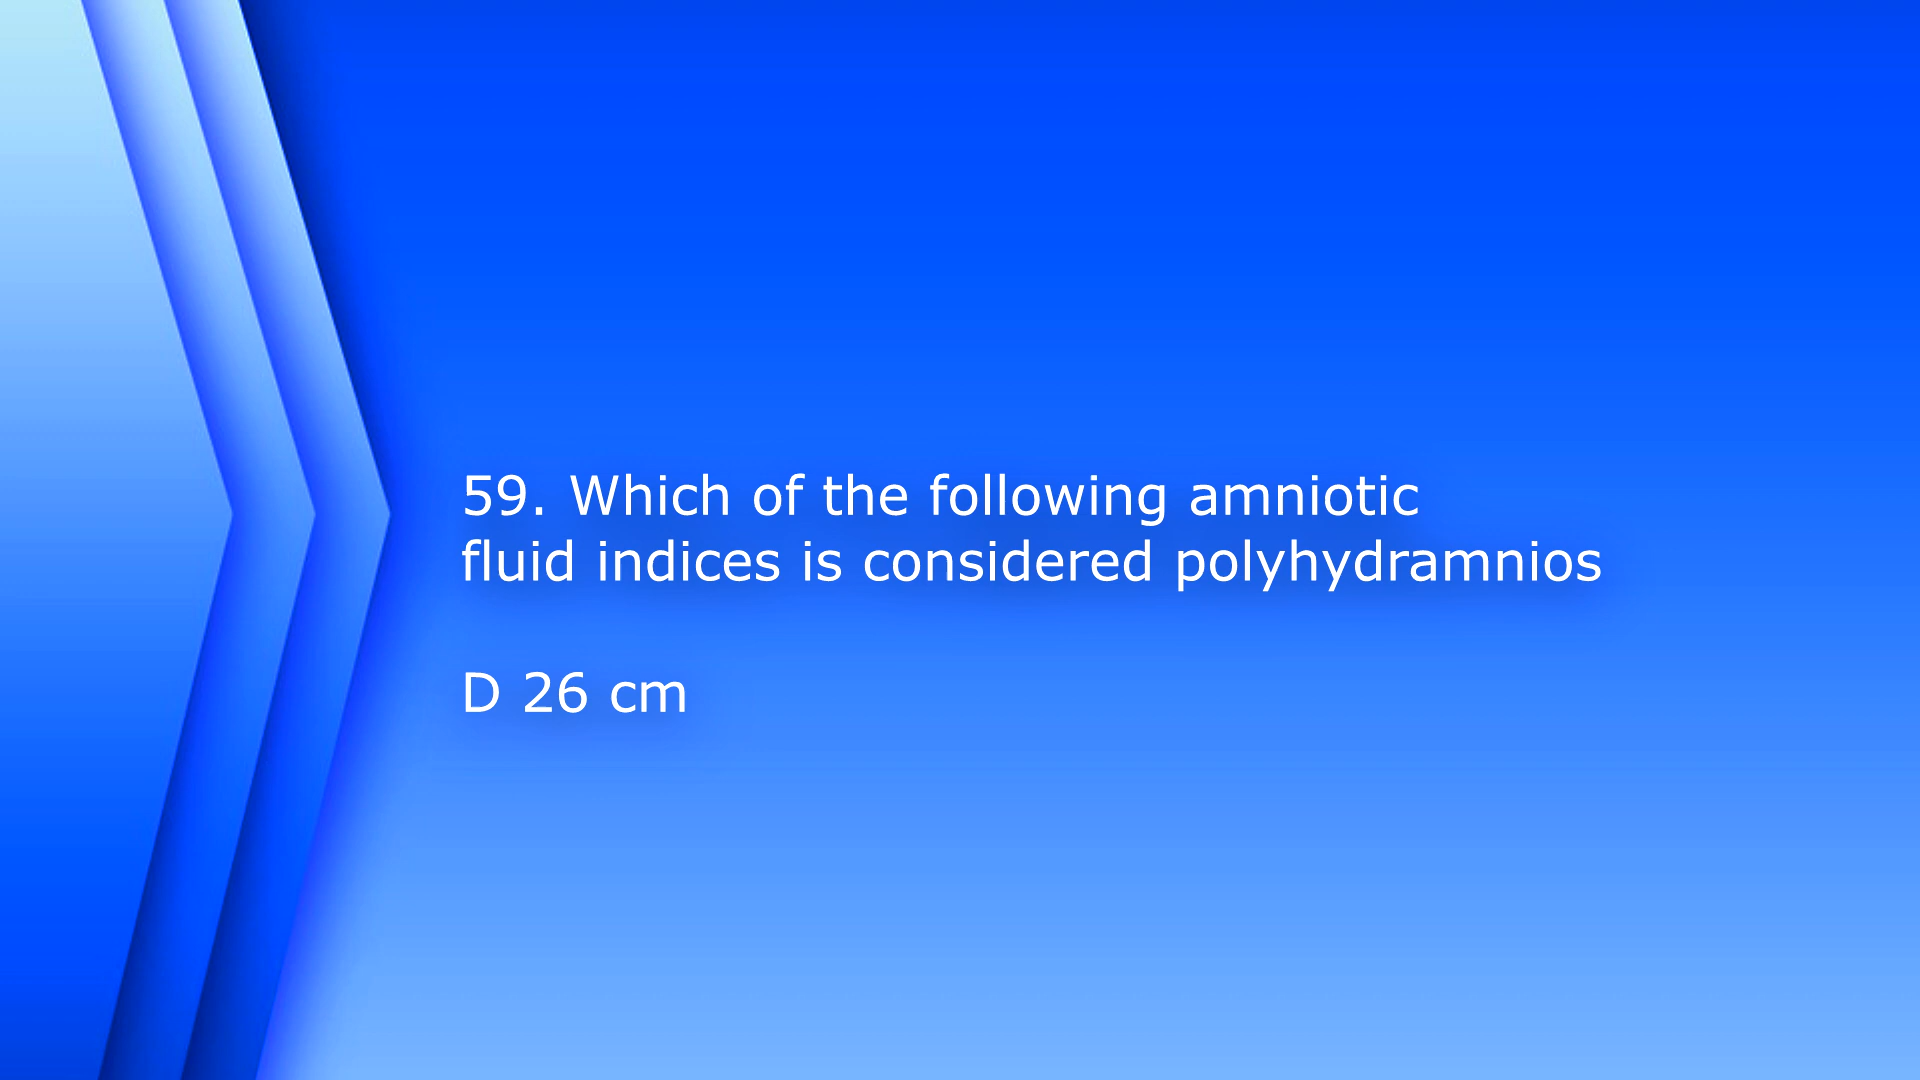 59. Which of the following amniotic
fluid indices is considered polyhydramnios
D 26 cm